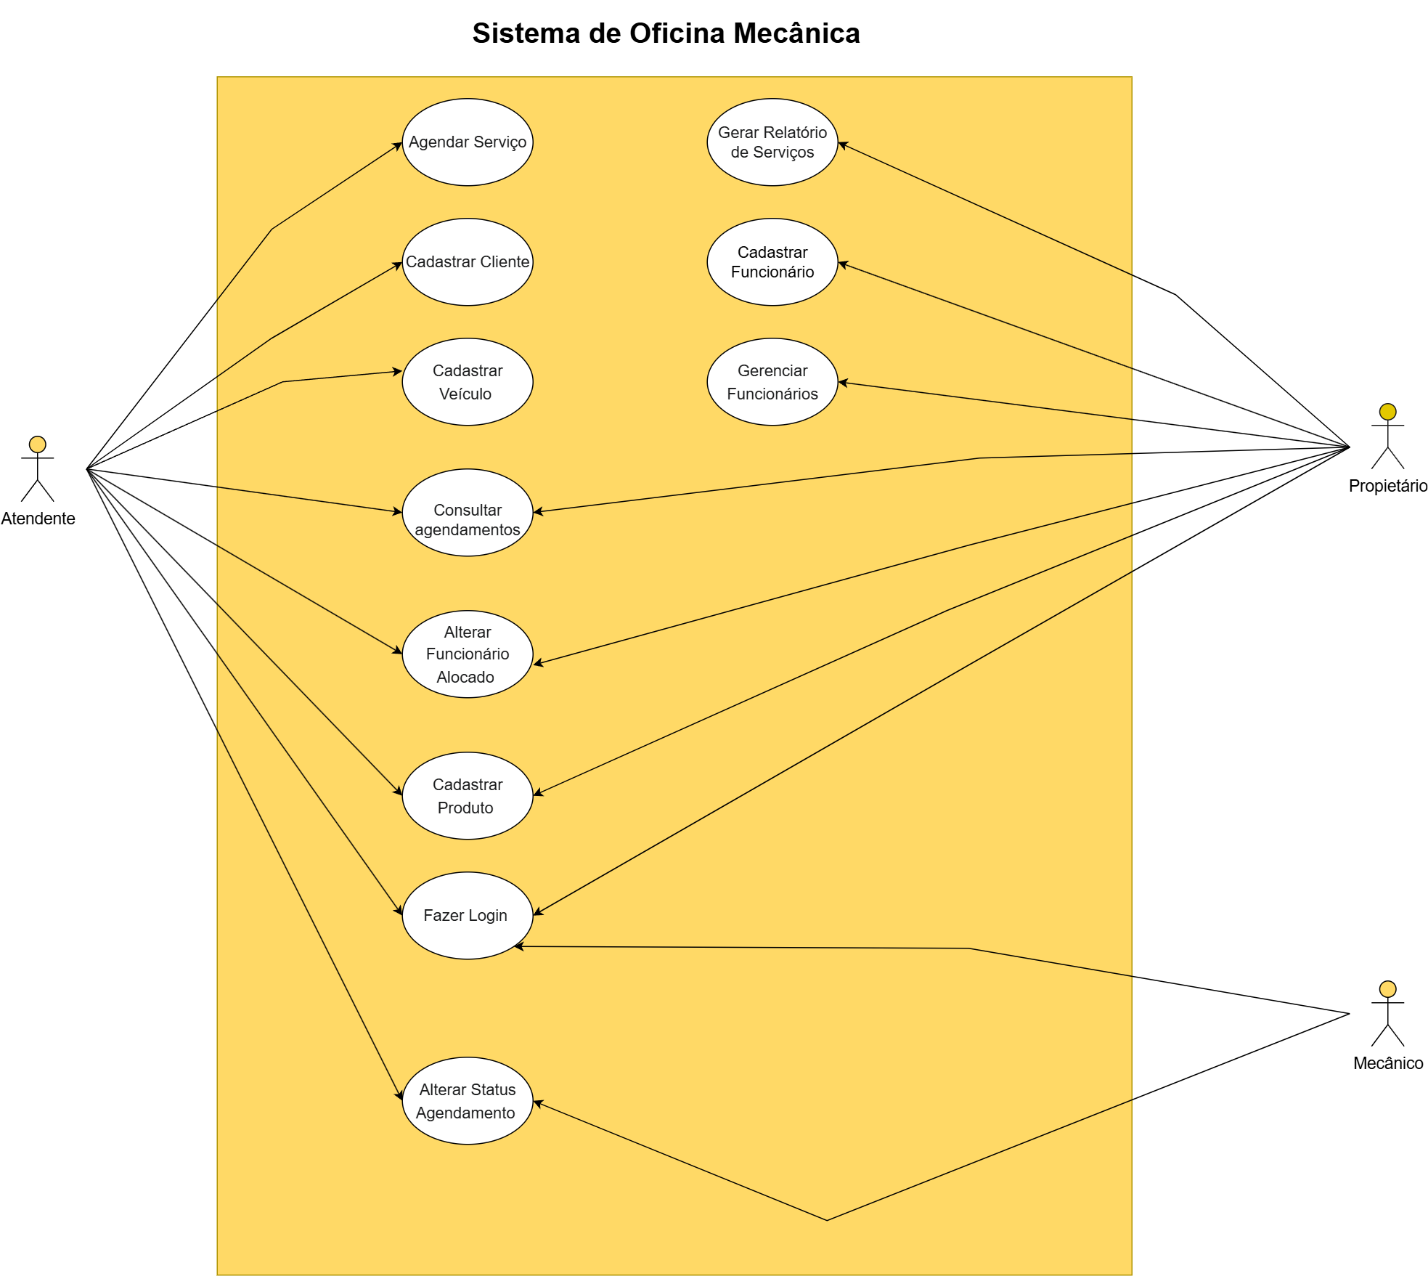 Sistema de Oficina Mecânica
Agendar Serviço
Gerar Relatório
de Serviços
Cadastrar Cliente
Cadastrar
Funcionário
Cadastrar
Veículo
Gerenciar
Funcionários
Atendente
Propietário
Consultar
agendamentos
Alterar
Funcionário
Alocado
Cadastrar
Produto
Fazer Login
Mecânico
Alterar Status
Agendamento